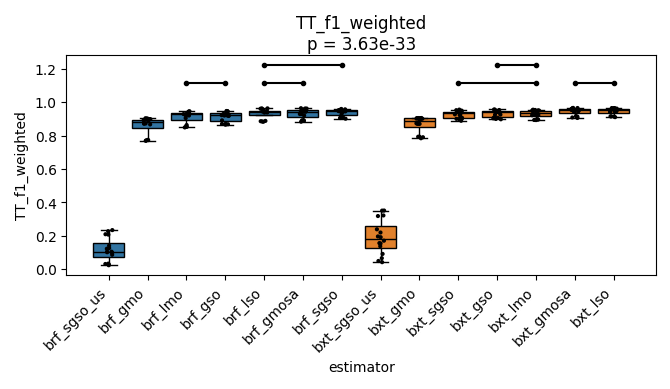 TT_f1_weighted
p = 3.63e-33
TT_f1_weighted
1.2
1.0
0.8
0.6
0.4
0.2
0.0
brf_sgso_us
brf_gmo
brf_lmo
brf_gso
brf_lso
brf_gmosa
brf_sgso
bxt_sgso_us
bxt_gmo
bxt_sgso
bxt_gso
bxt_lmo
bxt_gmosa
bxt_lso
estimator